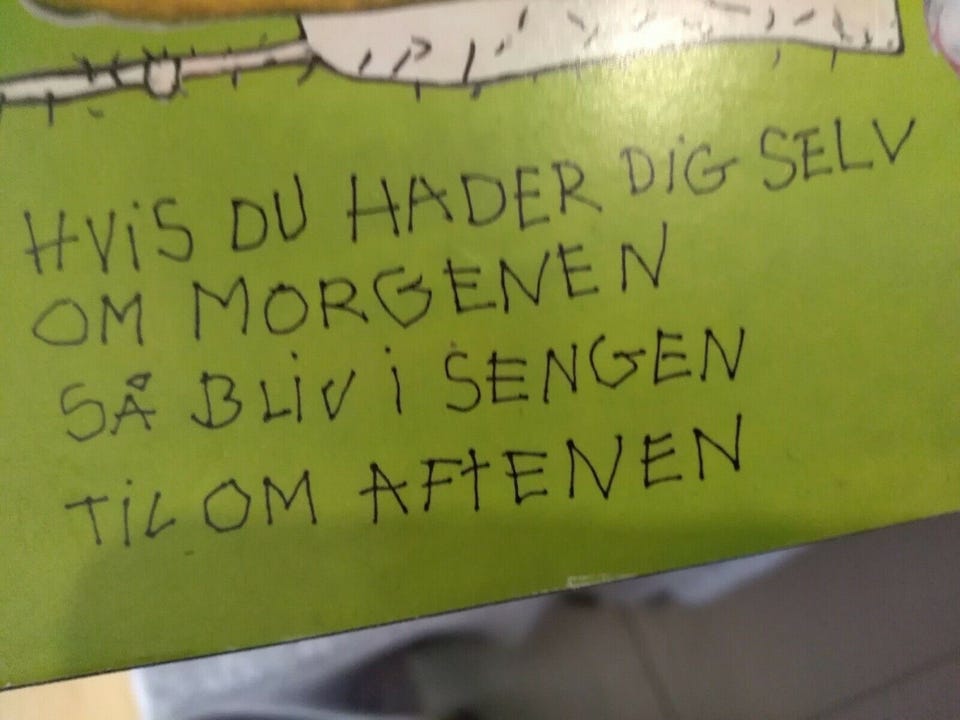 HViS DU HADER DiG SELV
OM MORGENEN
SÅ BLiV i SENGEN
TiL OM AFTENEN